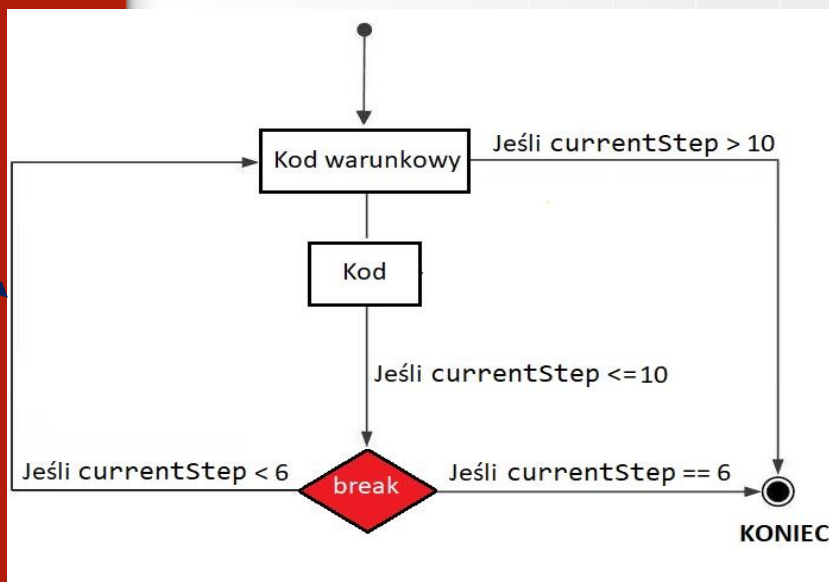 Jeśli currentStep > 10
Kod warunkowy
Kod
Jeśli currentStep <=10
Jeśli currentStep < 6
break
Jeśli currentStep == 6
KONIEC